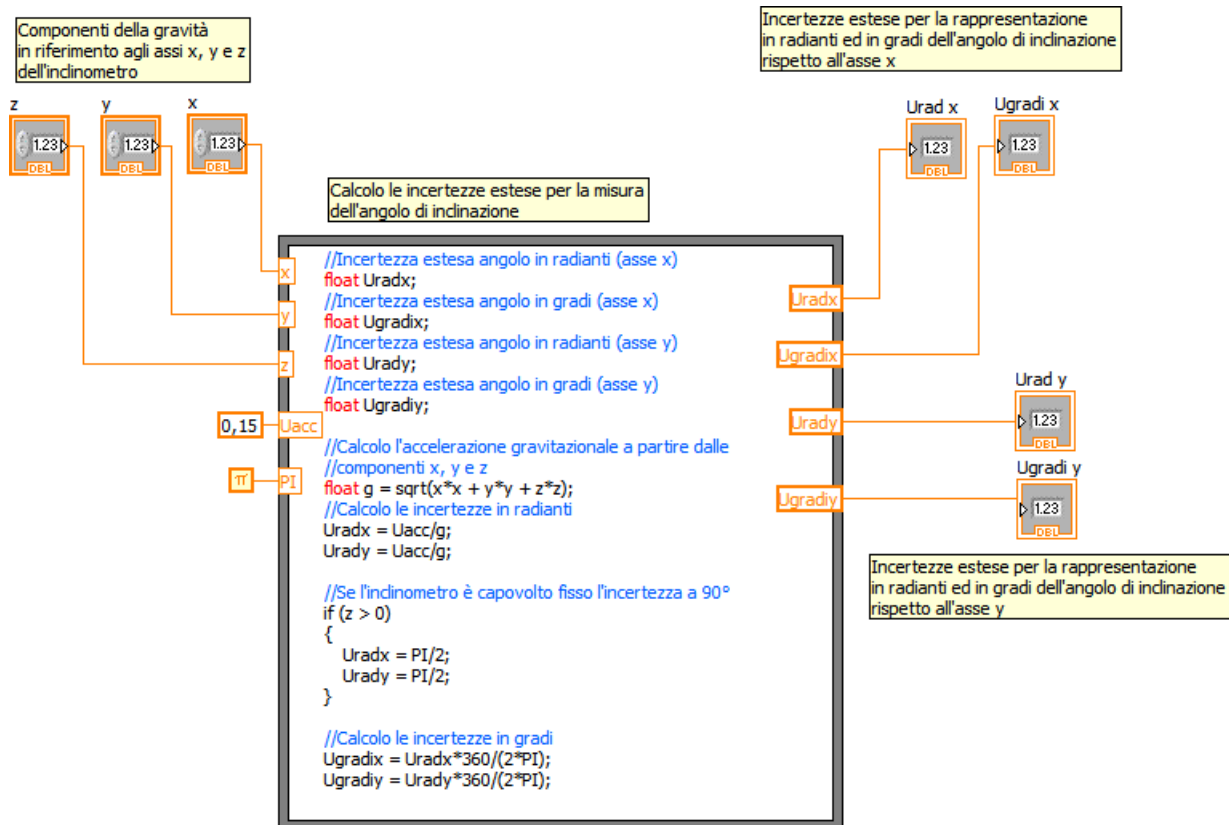 Componenti della gravità
in riferimento agli assi x, y e z
dell'inclinometro
Incertezze estese per la rappresentazione
in radianti ed in gradi dell'angolo di inclinazione
rispetto all'asse x
z
y
x
1.23
DBL
1.23
DBL
1.23
DBL
Urad x
Ugradi x
1.23
DBL
1.23
DBL
Calcolo le incertezze estese per la misura
dell'angolo di inclinazione
x
y
z
0,15
Uacc
π
PI
//Incertezza estesa angolo in radianti (asse x)
float Uradx;
//Incertezza estesa angolo in gradi (asse x)
float Ugradix;
//Incertezza estesa angolo in radianti (asse y)
float Urady;
//Incertezza estesa angolo in gradi (asse y)
float Ugradiy;
//Calcolo l'accelerazione gravitazionale a partire dalle
//componenti x, y e z
float g = sqrt(x*x + y*y + z*z);
//Calcolo le incertezze in radianti
Uradx = Uacc/g;
Urady = Uacc/g;
//Se l'inclinometro è capovolto fisso l'incertezza a 90°
if (z > 0)
{
Uradx = PI/2;
Urady = PI/2;
}
//Calcolo le incertezze in gradi
Ugradix = Uradx*360/(2*PI);
Ugradiy = Urady*360/(2*PI);
Uradx
Ugradix
Urady
Ugradiy
Urad y
1.23
DBL
Ugradi y
1.23
DBL
Incertezze estese per la rappresentazione
in radianti ed in gradi dell'angolo di inclinazione
rispetto all'asse y